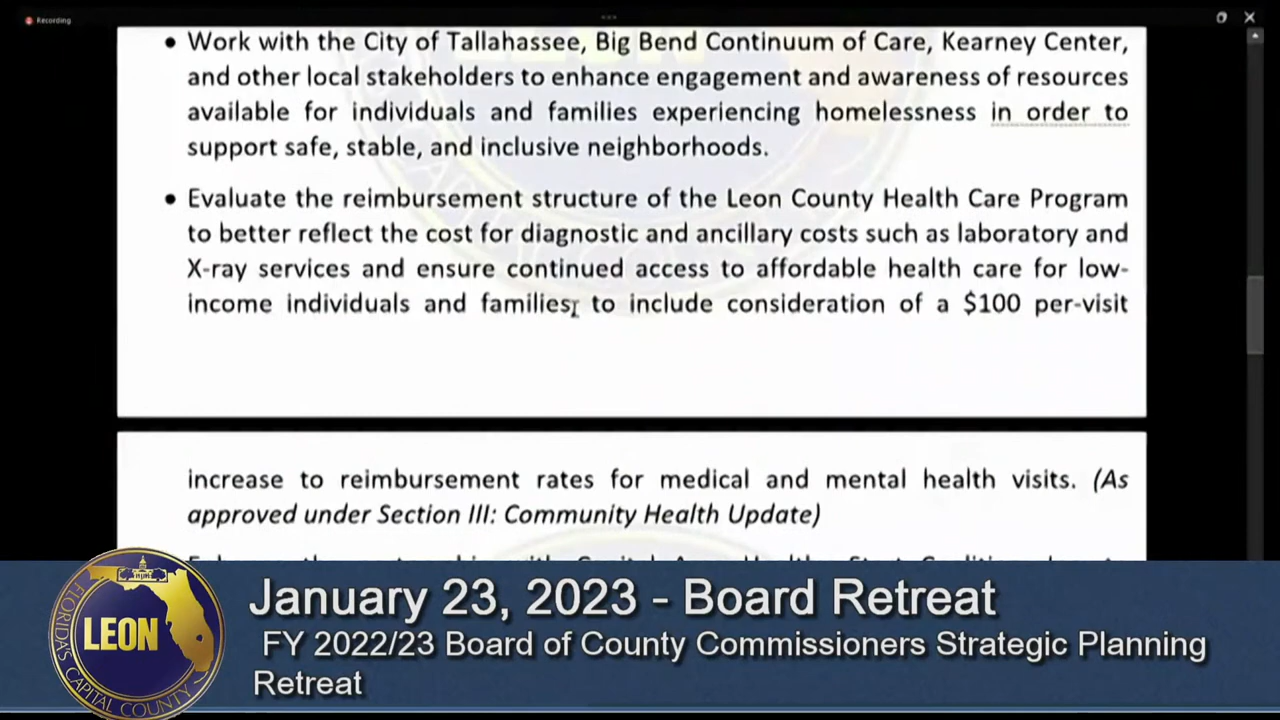 Recording
• Work with the City of Tallahassee, Big Bend Continuum of Care, Kearney Center,
and other local stakeholders to enhance engagement and awareness of resources
available for individuals and families experiencing homelessness in order to
support safe, stable, and inclusive neighborhoods.
• Evaluate the reimbursement structure of the Leon County Health Care Program
to better reflect the cost for diagnostic and ancillary costs such as laboratory and
X-ray services and ensure continued access to affordable health care for low-
income individuals and families, to include consideration of a $100 per-visit
increase to reimbursement rates for medical and mental health visits. (As
approved under Section III: Community Health Update)
January 23, 2023 - Board Retreat
FY 2022/23 Board of County Commissioners Strategic Planning
Retreat
LEON
FLORIDA'S CAPITAL COUNTY